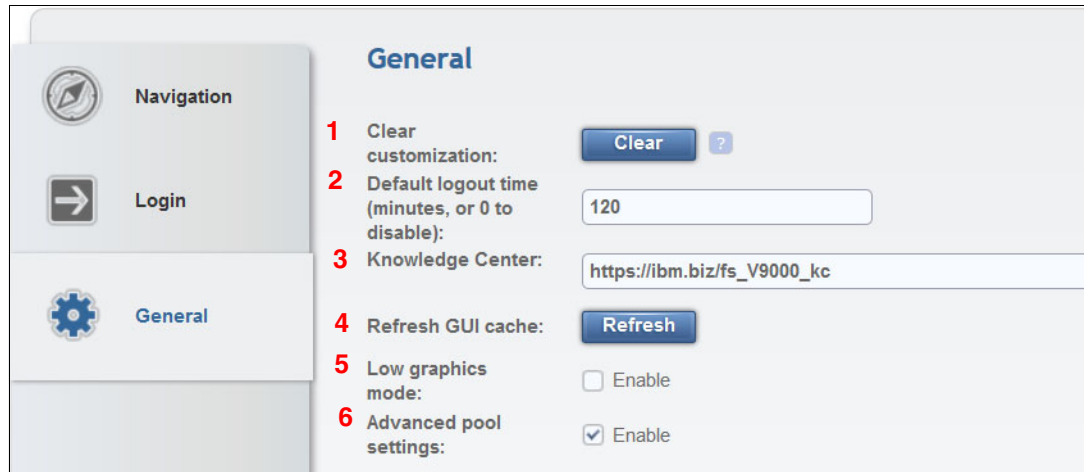 General
Navigation
Login
General
1 Clear customization: Clear ?
2 Default logout time (minutes, or 0 to disable): 120
3 Knowledge Center: https://ibm.biz/fs_V9000_kc
4 Refresh GUI cache: Refresh
5 Low graphics mode: Enable
6 Advanced pool settings: Enable